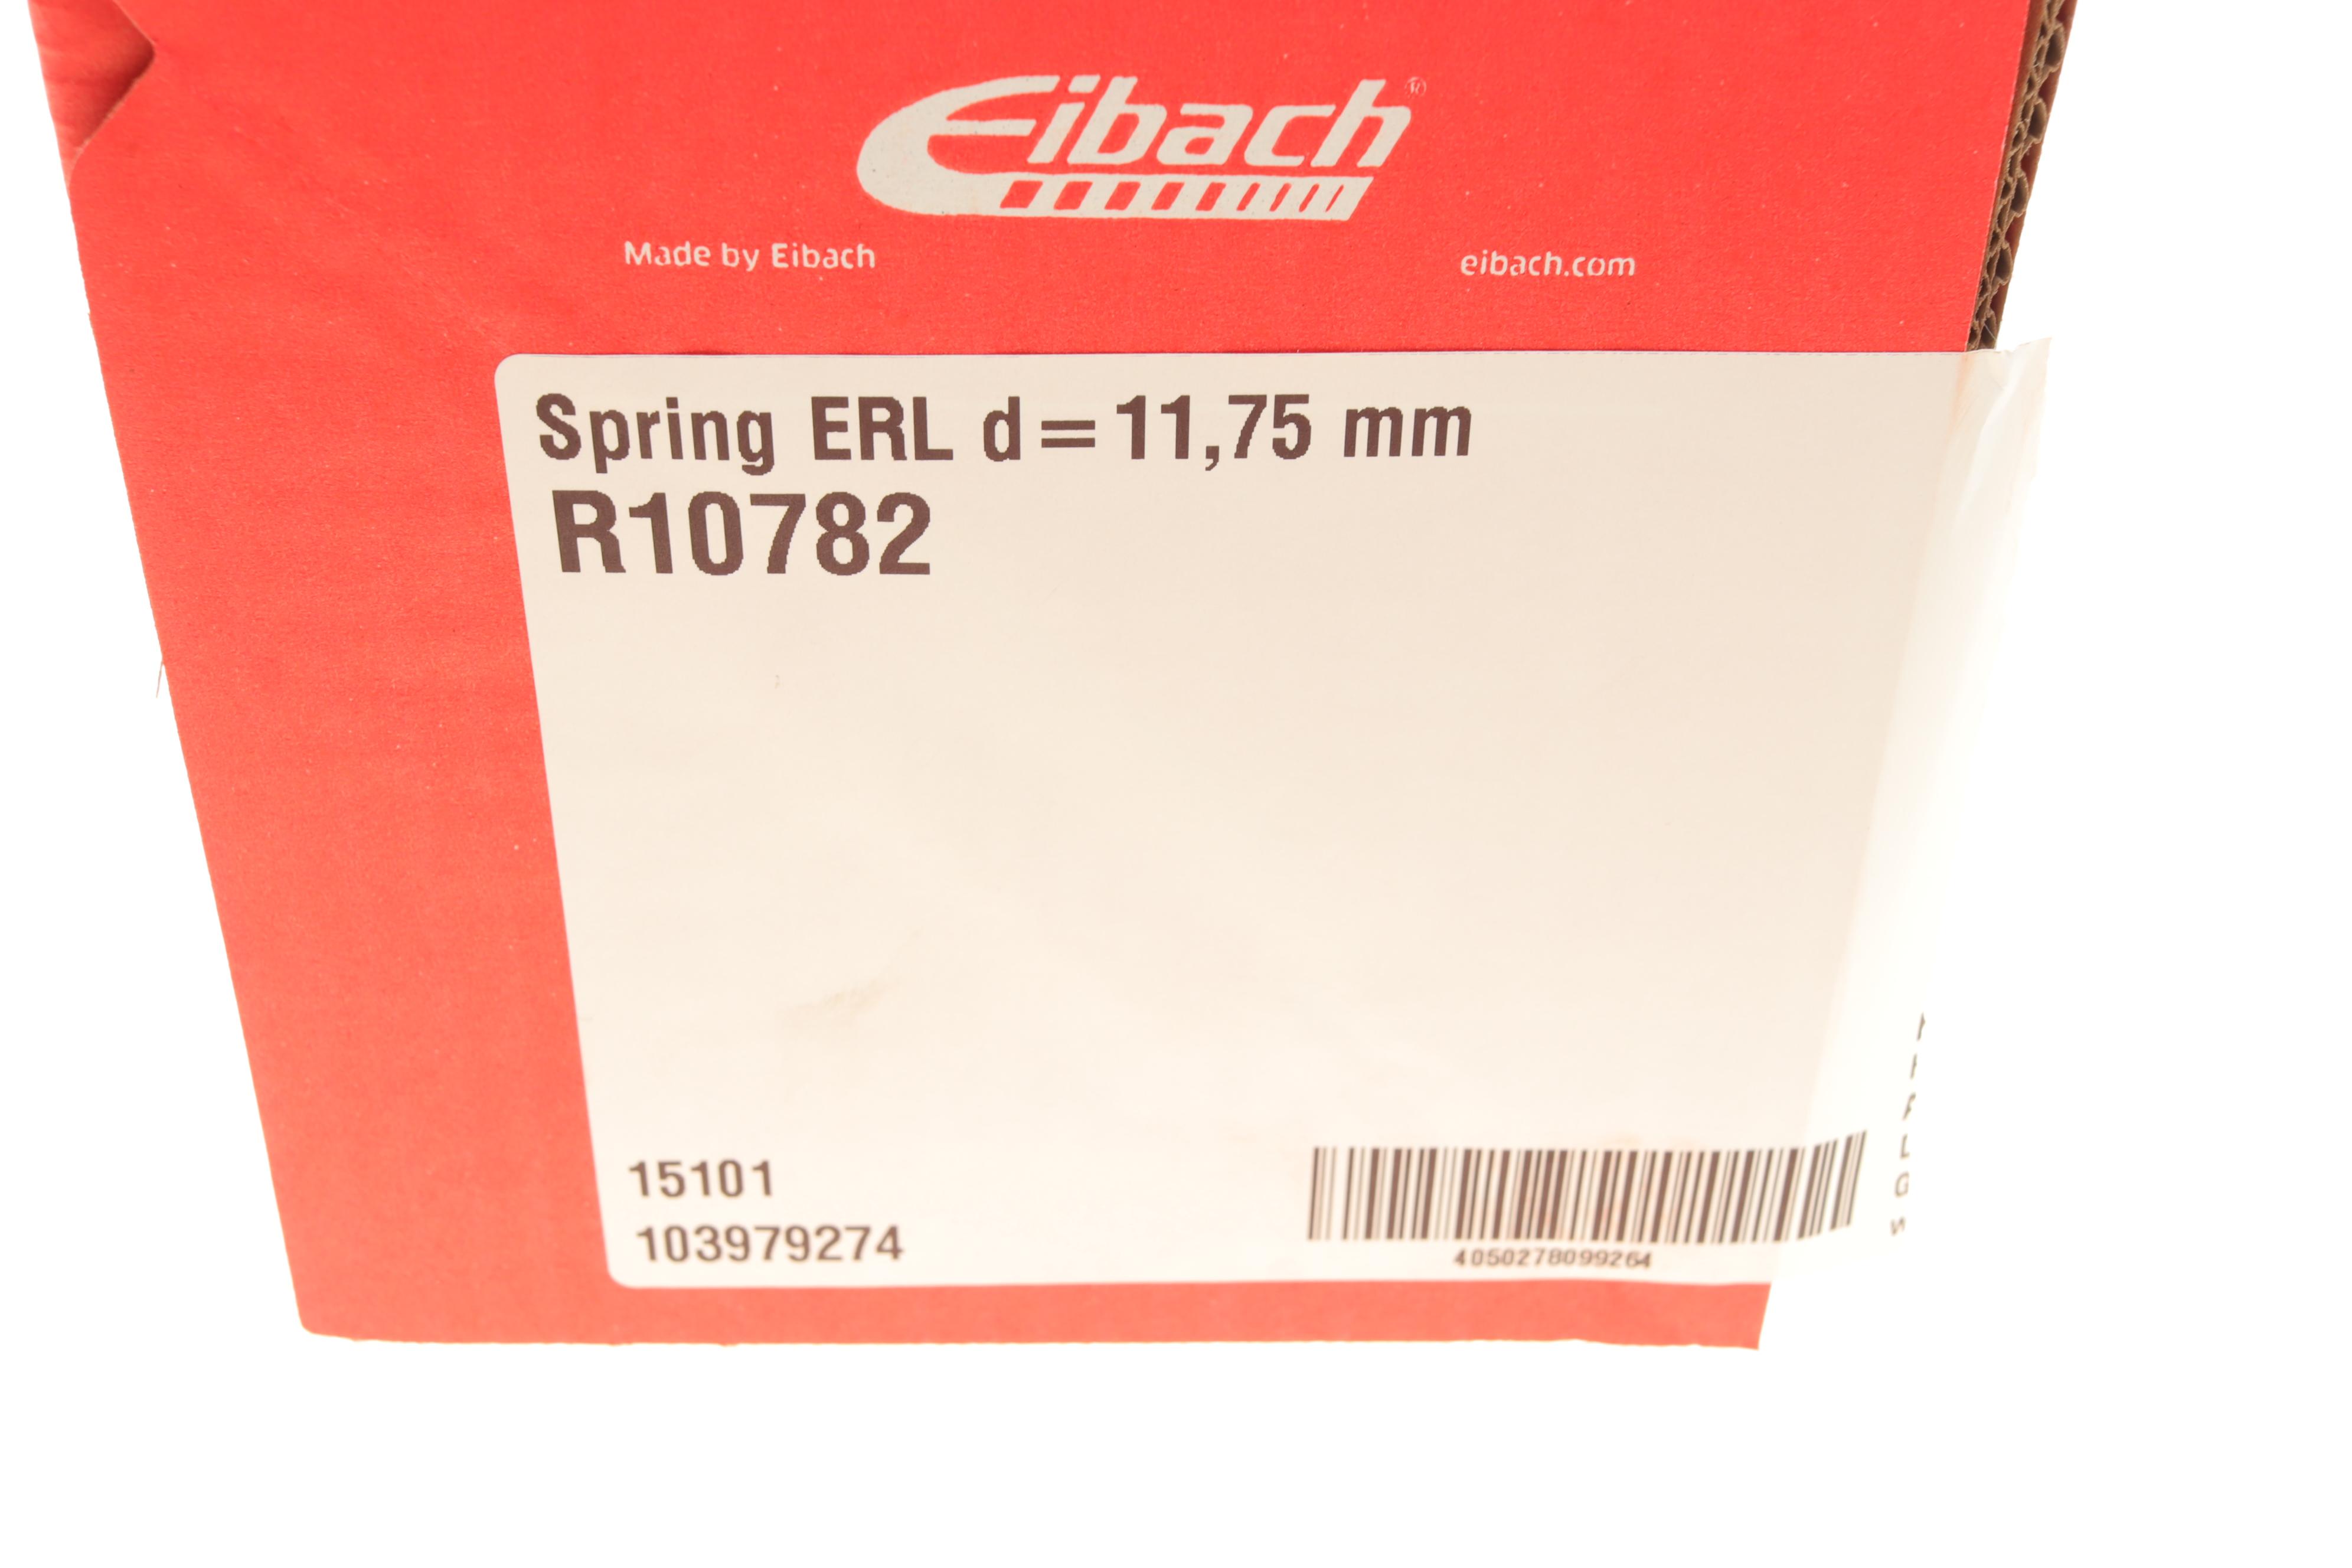 Eibach®
Made by Eibach
eibach.com
Spring ERL d=11,75 mm
R10782
15101
103979274
4050278099264